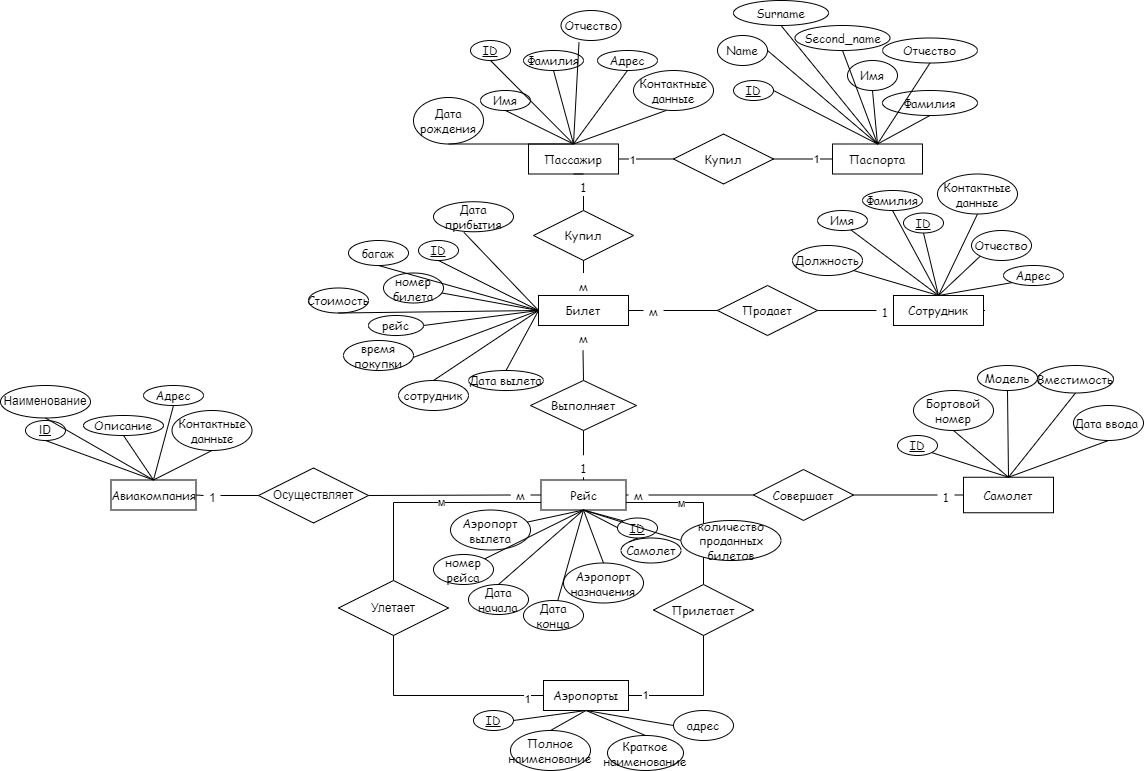 Surname
Отчество
Second_name
ID
Name
Отчество
Фамилия
Адрес
Имя
Контактные
данные
ID
Имя
Фамилия
Дата
рождения
Пассажир
1
Купил
1
Паспорта
1
Контактные
данные
Фамилия
Дата
прибытия
Имя
ID
Купил
багаж
ID
Отчество
Должность
Адрес
номер
билета
м
Стоимость
Билет
м
Продает
1
Сотрудник
рейс
м
время
покупки
Дата вылета
Модель
Вместимость
сотрудник
Наименование
Адрес
Выполняет
Бортовой
номер
ID
Описание
Контактные
данные
Дата ввода
ID
1
Авиакомпания
1
Осуществляет
м
Рейс
м
Совершает
1
Самолет
м
м
Аэропорт
вылета
ID
количество
проданных
билетов
Самолет
номер
рейса
Аэропорт
назначения
Дата
начала
Дата
конца
Улетает
Прилетает
1
Аэропорты
1
ID
адрес
Полное
наименование
Краткое
наименование